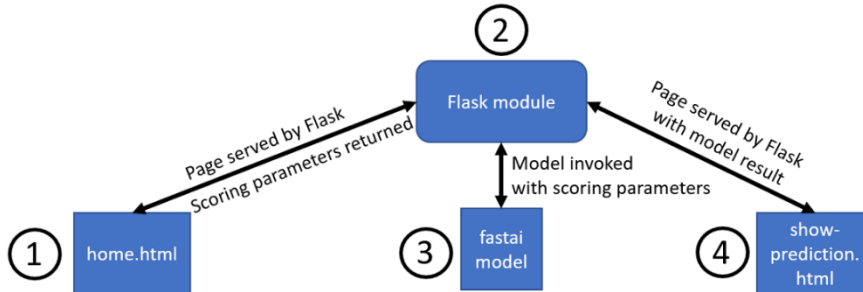 2
Flask module
Page served by Flask
Scoring parameters returned
Page served by Flask
with model result
Model invoked
with scoring parameters
1
home.html
3
fastai
model
4
show-
prediction.
html